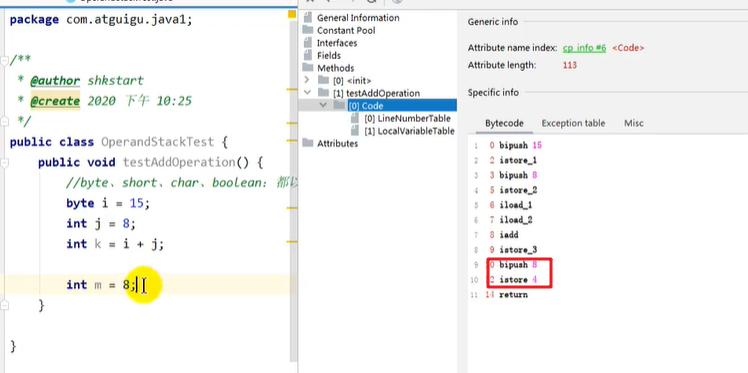 package com.atguigu.java1;
/**
* @author shkstart
* @create 2020 下午 10:25
*/
public class OperandStackTest {
public void testAddOperation() {
//byte、short、char、boolean: 都以
byte i = 15;
int j = 8;
int k = i + j;
int m = 8;
}
}
General Information
Constant Pool
Interfaces
Fields
Methods
[0] <init>
[1] testAddOperation
[0] Code
[0] LineNumberTable
[1] LocalVariableTable
Attributes
Generic info
Attribute name index: cp info #6 <Code>
Attribute length: 113
Specific info
Bytecode Exception table Misc
1 0 bipush 15
2 2 istore_1
3 3 bipush 8
4 5 istore_2
5 6 iload_1
6 7 iload_2
7 8 iadd
8 9 istore_3
9 0 bipush 8
10 2 istore 4
11 14 return